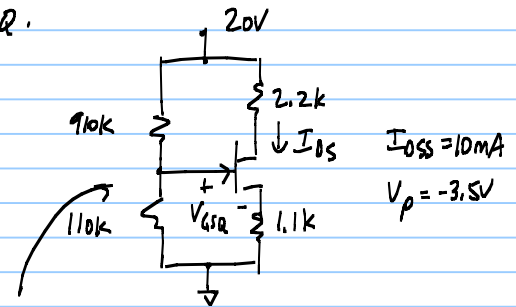 Q.
20V
2.2k
910k
IDS
IDSS = 10mA
+
VGSQ -
Vp = -3.5V
110k
1.1k